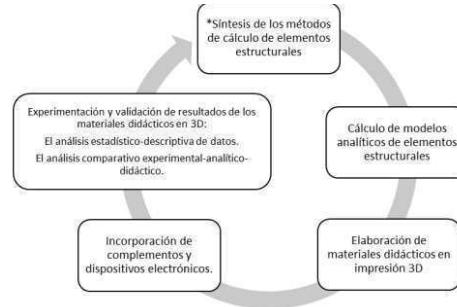 *Síntesis de los métodos
de cálculo de elementos
estructurales
Cálculo de modelos
analíticos de elementos
estructurales
Elaboración de
materiales didácticos en
impresión 3D
Incorporación de
complementos y
dispositivos electrónicos.
Experimentación y validación de resultados de los
materiales didácticos en 3D:
El análisis estadístico-descriptiva de datos.
El análisis comparativo experimental-analítico-
didáctico.